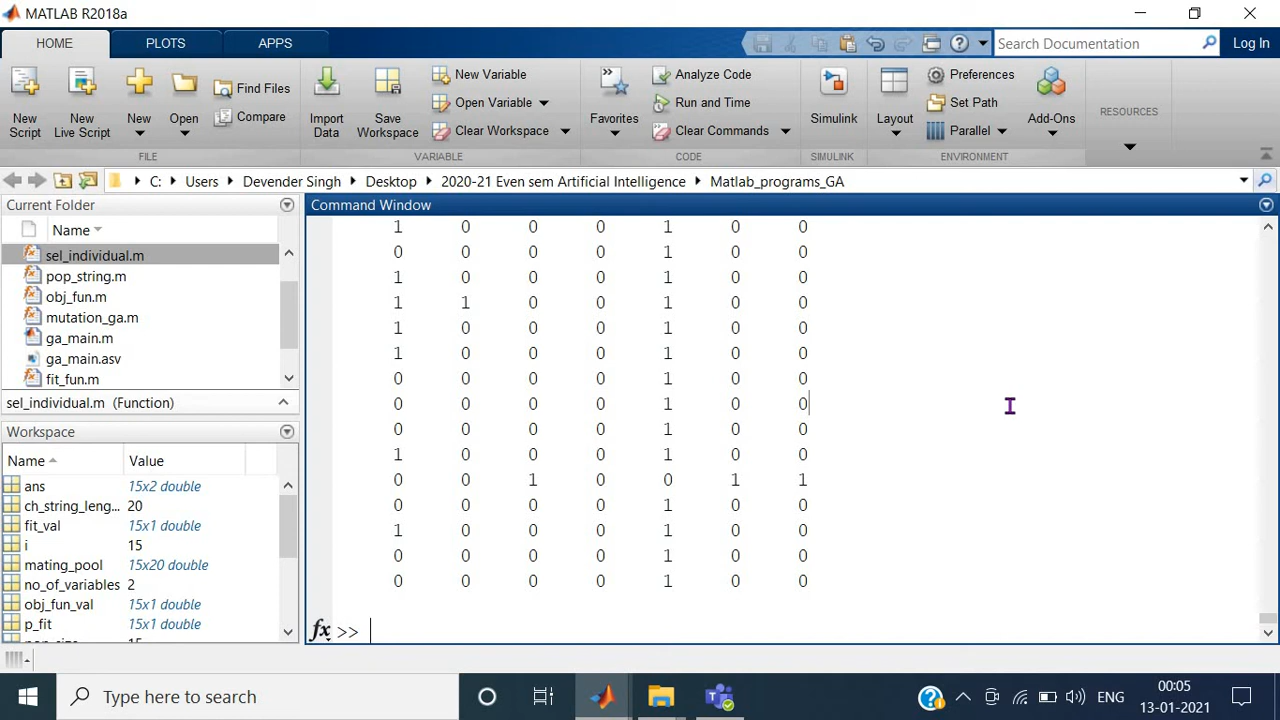 MATLAB R2018a
HOME PLOTS APPS Search Documentation Log In
New Script New Live Script New Open Find Files Compare Import Data Save Workspace New Variable Open Variable Clear Workspace Favorites Analyze Code Run and Time Clear Commands Simulink Layout Preferences Set Path Parallel Add-Ons RESOURCES
FILE VARIABLE CODE SIMULINK ENVIRONMENT
C: Users Devender Singh Desktop 2020-21 Even sem Artificial Intelligence Matlab_programs_GA
Current Folder
Name
sel_individual.m
pop_string.m
obj_fun.m
mutation_ga.m
ga_main.m
ga_main.asv
fit_fun.m
sel_individual.m (Function)
Workspace
Name Value
ans 15x2 double
ch_string_leng... 20
fit_val 15x1 double
i 15
mating_pool 15x20 double
no_of_variables 2
obj_fun_val 15x1 double
p_fit 15x1 double
Command Window
1 0 0 0 1 0 0
0 0 0 0 1 0 0
1 0 0 0 1 0 0
1 1 0 0 1 0 0
1 0 0 0 1 0 0
1 0 0 0 1 0 0
0 0 0 0 1 0 0
0 0 0 0 1 0 0
0 0 0 0 1 0 0
1 0 0 0 1 0 0
0 0 1 0 0 1 1
0 0 0 0 1 0 0
1 0 0 0 1 0 0
0 0 0 0 1 0 0
0 0 0 0 1 0 0
fx >>
Type here to search
ENG
00:05
13-01-2021